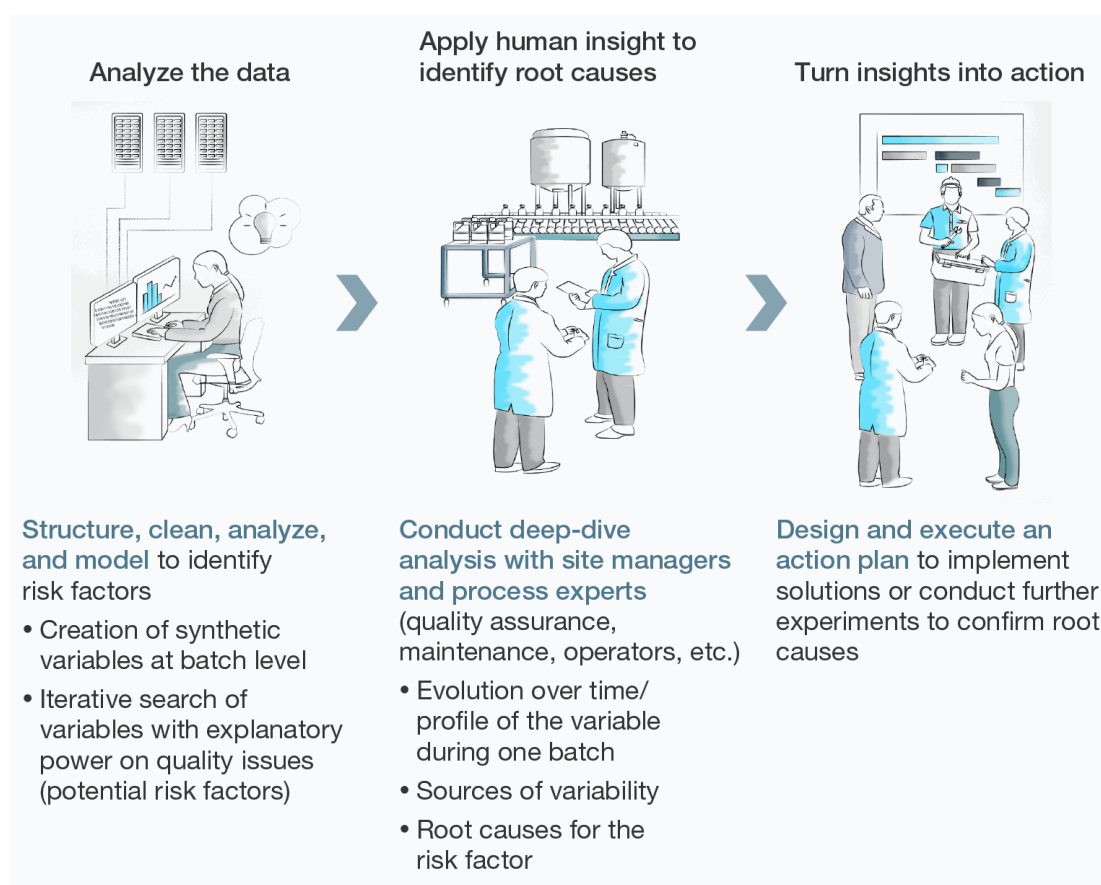 Analyze the data
Apply human insight to
identify root causes
Turn insights into action
Structure, clean, analyze,
and model to identify
risk factors
• Creation of synthetic
variables at batch level
• Iterative search of
variables with explanatory
power on quality issues
(potential risk factors)
Conduct deep-dive
analysis with site managers
and process experts
(quality assurance,
maintenance, operators, etc.)
• Evolution over time/
profile of the variable
during one batch
• Sources of variability
• Root causes for the
risk factor
Design and execute an
action plan to implement
solutions or conduct further
experiments to confirm root
causes